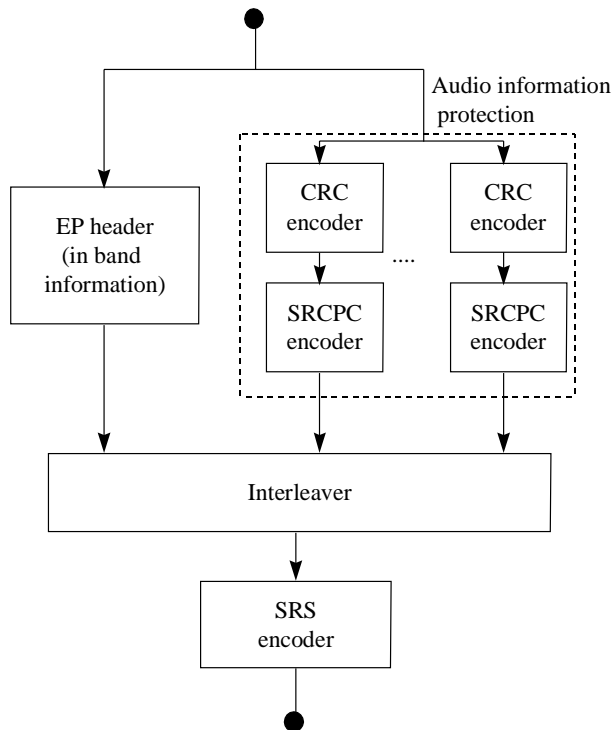 Audio information
protection
EP header
(in band
information)
CRC
encoder
CRC
encoder
....
SRCPC
encoder
SRCPC
encoder
Interleaver
SRS
encoder